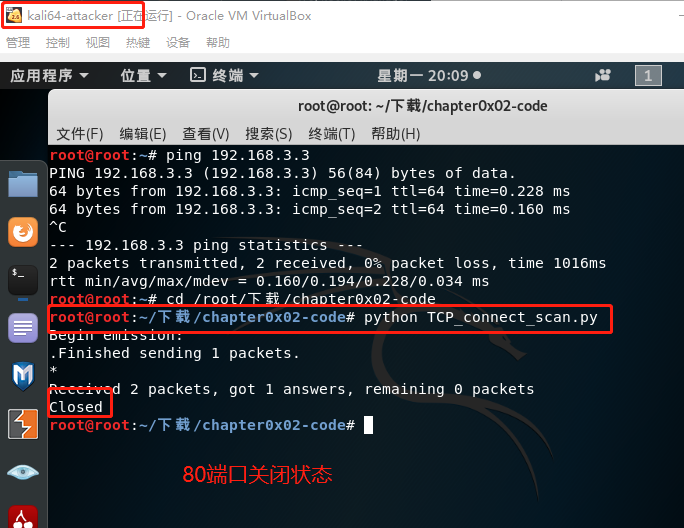 kali64-attacker [正在运行] - Oracle VM VirtualBox
管理 控制 视图 热键 设备 帮助
应用程序 位置 终端 星期一 20:09 1
root@root: ~/下载/chapter0x02-code
文件(F) 编辑(E) 查看(V) 搜索(S) 终端(T) 帮助(H)
root@root:~# ping 192.168.3.3
PING 192.168.3.3 (192.168.3.3) 56(84) bytes of data.
64 bytes from 192.168.3.3: icmp_seq=1 ttl=64 time=0.228 ms
64 bytes from 192.168.3.3: icmp_seq=2 ttl=64 time=0.160 ms
^C
--- 192.168.3.3 ping statistics ---
2 packets transmitted, 2 received, 0% packet loss, time 1016ms
rtt min/avg/max/mdev = 0.160/0.194/0.228/0.034 ms
root@root:~# cd /root/下载/chapter0x02-code
root@root:~/下载/chapter0x02-code# python TCP_connect_scan.py
Begin emission:
.Finished sending 1 packets.
*
Received 2 packets, got 1 answers, remaining 0 packets
Closed
root@root:~/下载/chapter0x02-code#
80端口关闭状态